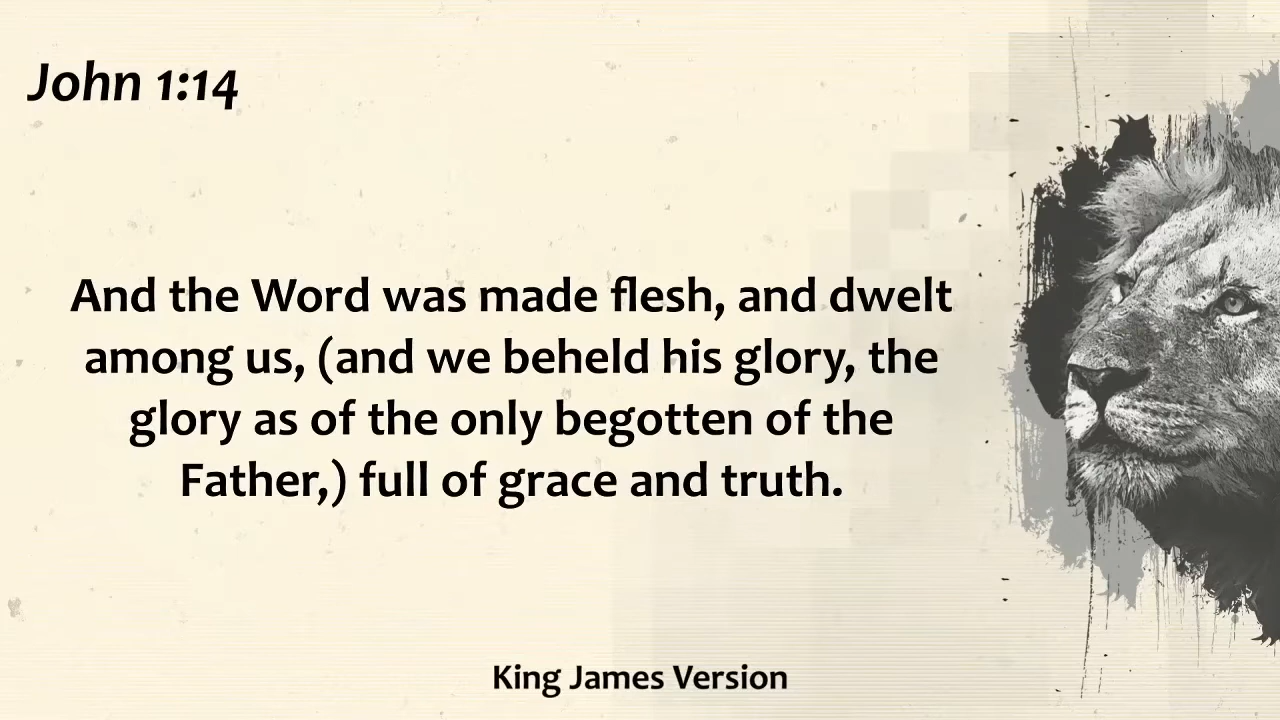 John 1:14
And the Word was made flesh, and dwelt
among us, (and we beheld his glory, the
glory as of the only begotten of the
Father,) full of grace and truth.
King James Version